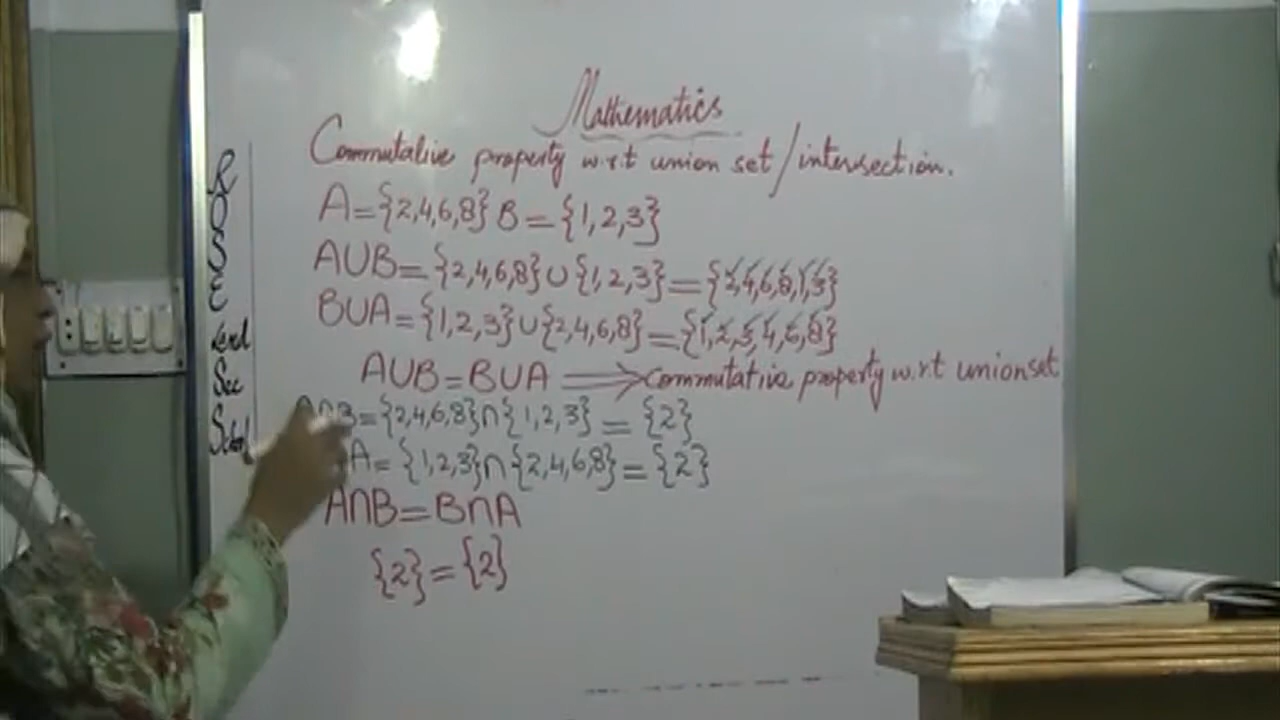 Mathematics
Commutative property w.r.t union set/intersection.
A={2,4,6,8} B={1,2,3}
AUB={2,4,6,8}∪{1,2,3}={2,4,6,8,1,3}
BUA={1,2,3}∪{2,4,6,8}={1,2,3,4,6,8}
AUB=BUA ⟹ Commutative property w.r.t union set
A∩B={2,4,6,8}∩{1,2,3}={2}
A={1,2,3}∩{2,4,6,8}={2}
A∩B=B∩A
{2}={2}
R
O
S
E
Sec
School